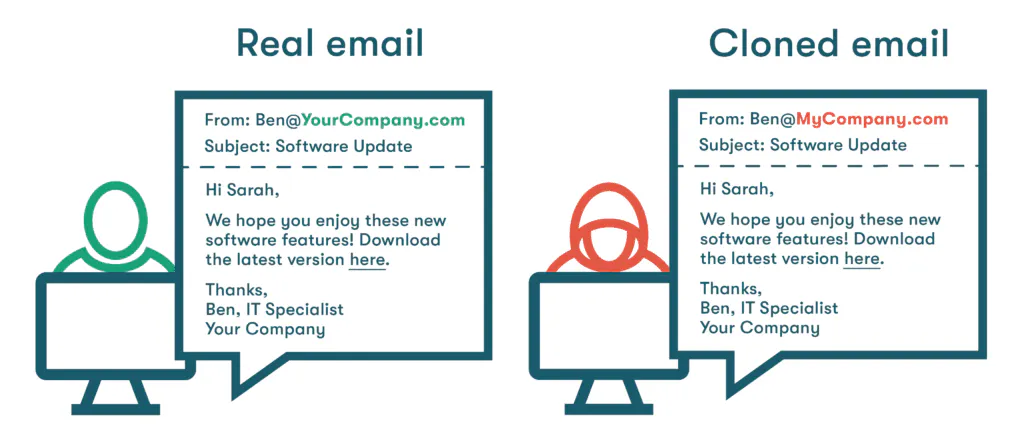 Real email
From: Ben@YourCompany.com
Subject: Software Update
Hi Sarah,
We hope you enjoy these new
software features! Download
the latest version here.
Thanks,
Ben, IT Specialist
Your Company
Cloned email
From: Ben@MyCompany.com
Subject: Software Update
Hi Sarah,
We hope you enjoy these new
software features! Download
the latest version here.
Thanks,
Ben, IT Specialist
Your Company